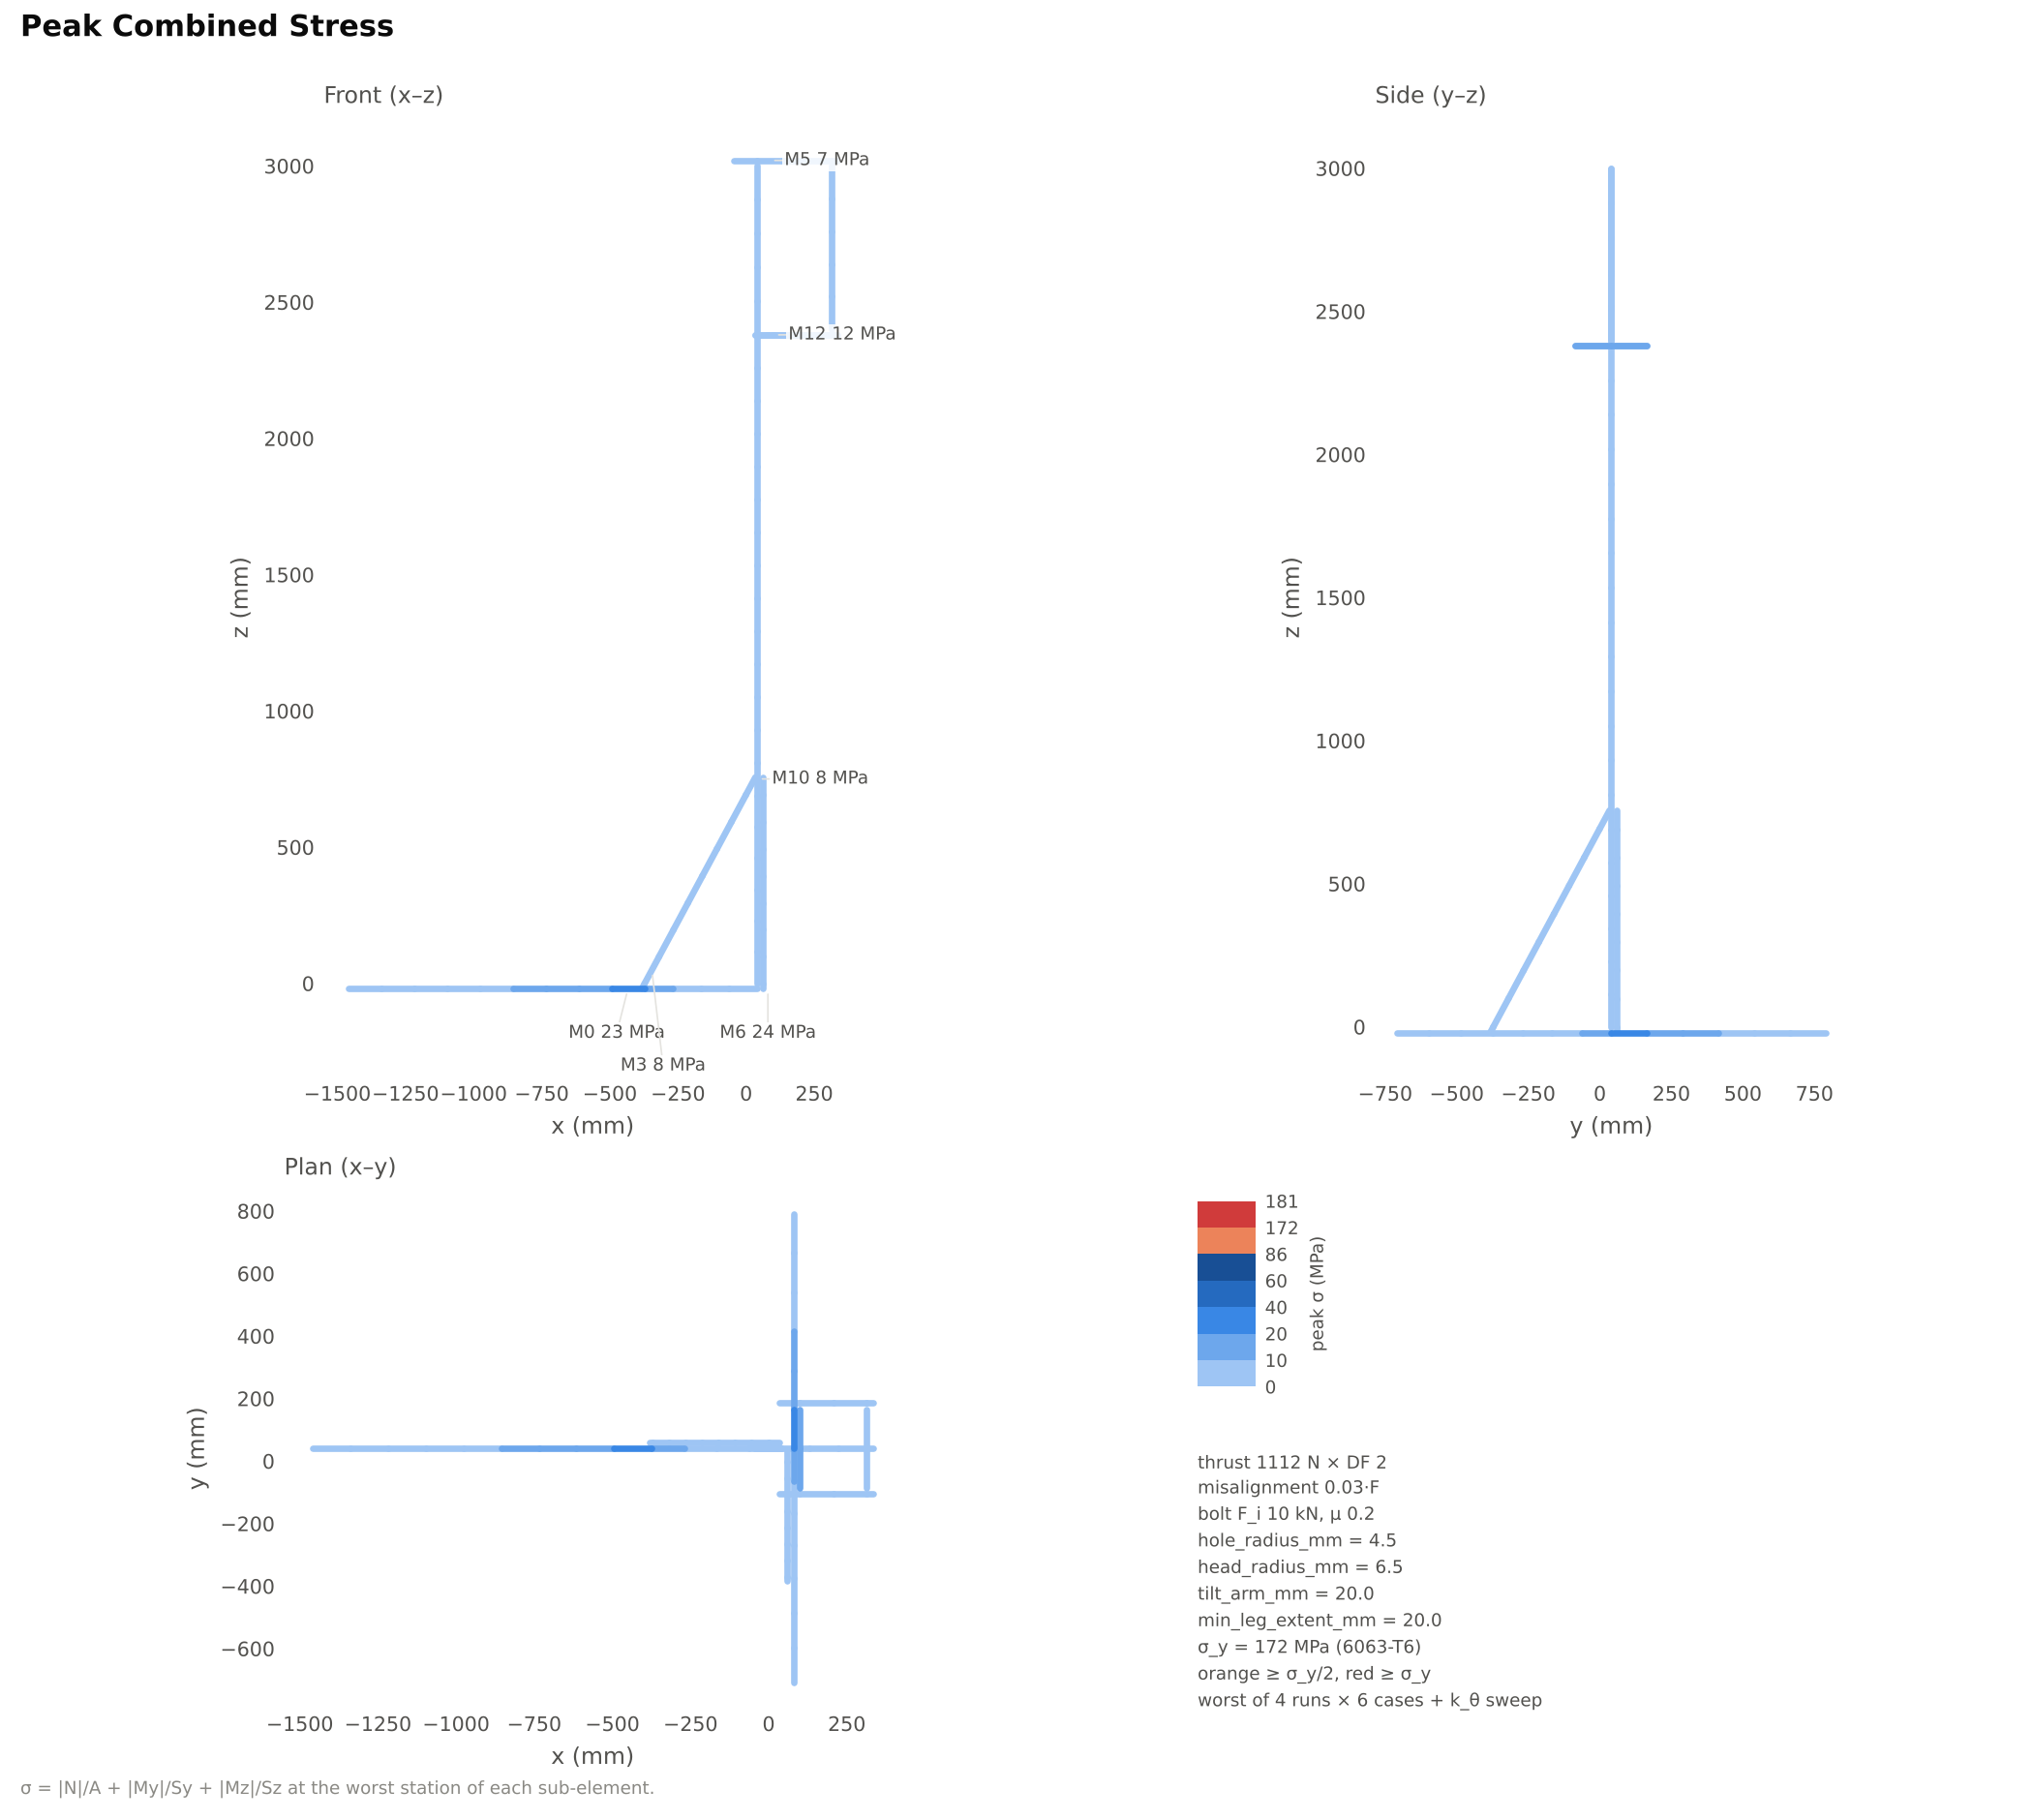 Peak Combined Stress
Front (x–z)
3000
2500
2000
1500
1000
500
0
z (mm)
M5 7 MPa
M12 12 MPa
M10 8 MPa
M0 23 MPa
M6 24 MPa
M3 8 MPa
−1500 −1250 −1000 −750 −500 −250 0 250
x (mm)
Side (y–z)
3000
2500
2000
1500
1000
500
0
z (mm)
−750 −500 −250 0 250 500 750
y (mm)
Plan (x–y)
800
600
400
200
0
−200
−400
−600
y (mm)
−1500 −1250 −1000 −750 −500 −250 0 250
x (mm)
181
172
86
60
40
20
10
0
peak σ (MPa)
thrust 1112 N × DF 2
misalignment 0.03·F
bolt F_i 10 kN, μ 0.2
hole_radius_mm = 4.5
head_radius_mm = 6.5
tilt_arm_mm = 20.0
min_leg_extent_mm = 20.0
σ_y = 172 MPa (6063-T6)
orange ≥ σ_y/2, red ≥ σ_y
worst of 4 runs × 6 cases + k_θ sweep
σ = |N|/A + |My|/Sy + |Mz|/Sz at the worst station of each sub-element.